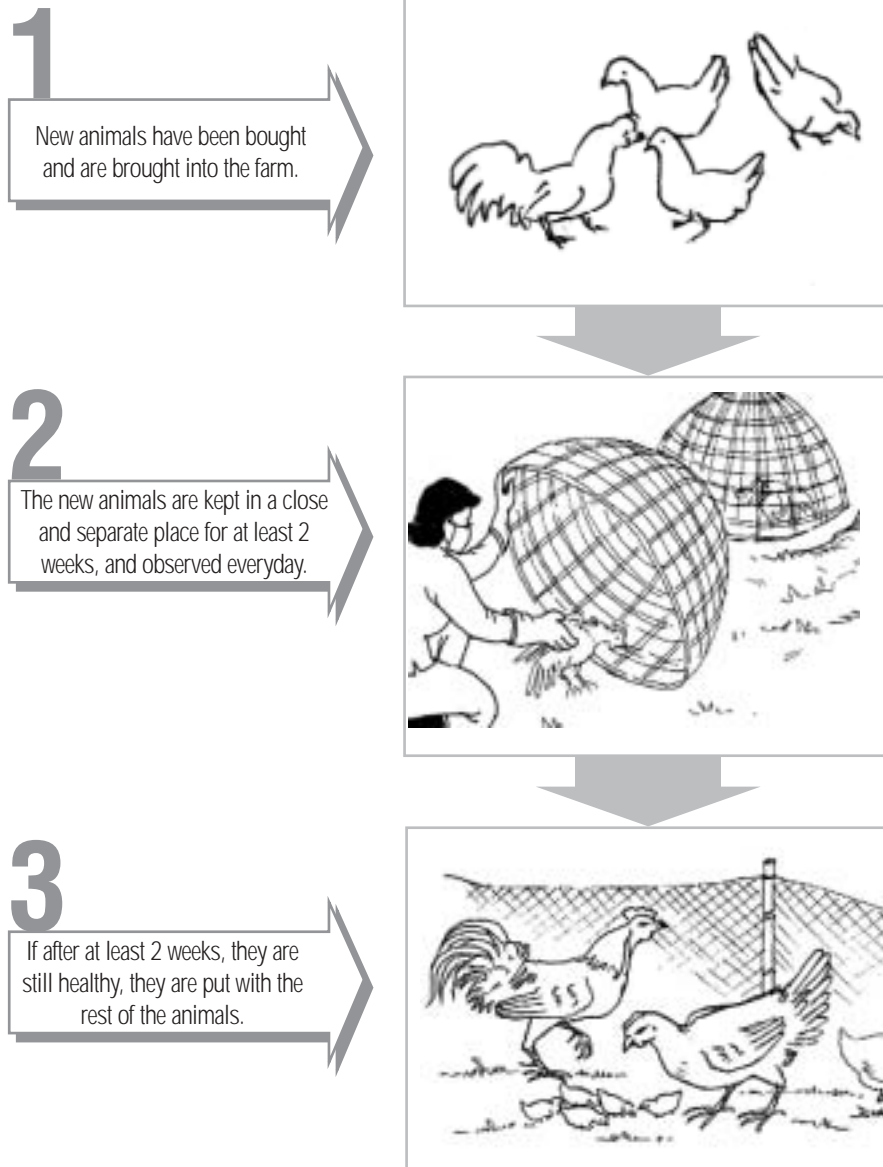 1
New animals have been bought
and are brought into the farm.
2
The new animals are kept in a close
and separate place for at least 2
weeks, and observed everyday.
3
If after at least 2 weeks, they are
still healthy, they are put with the
rest of the animals.